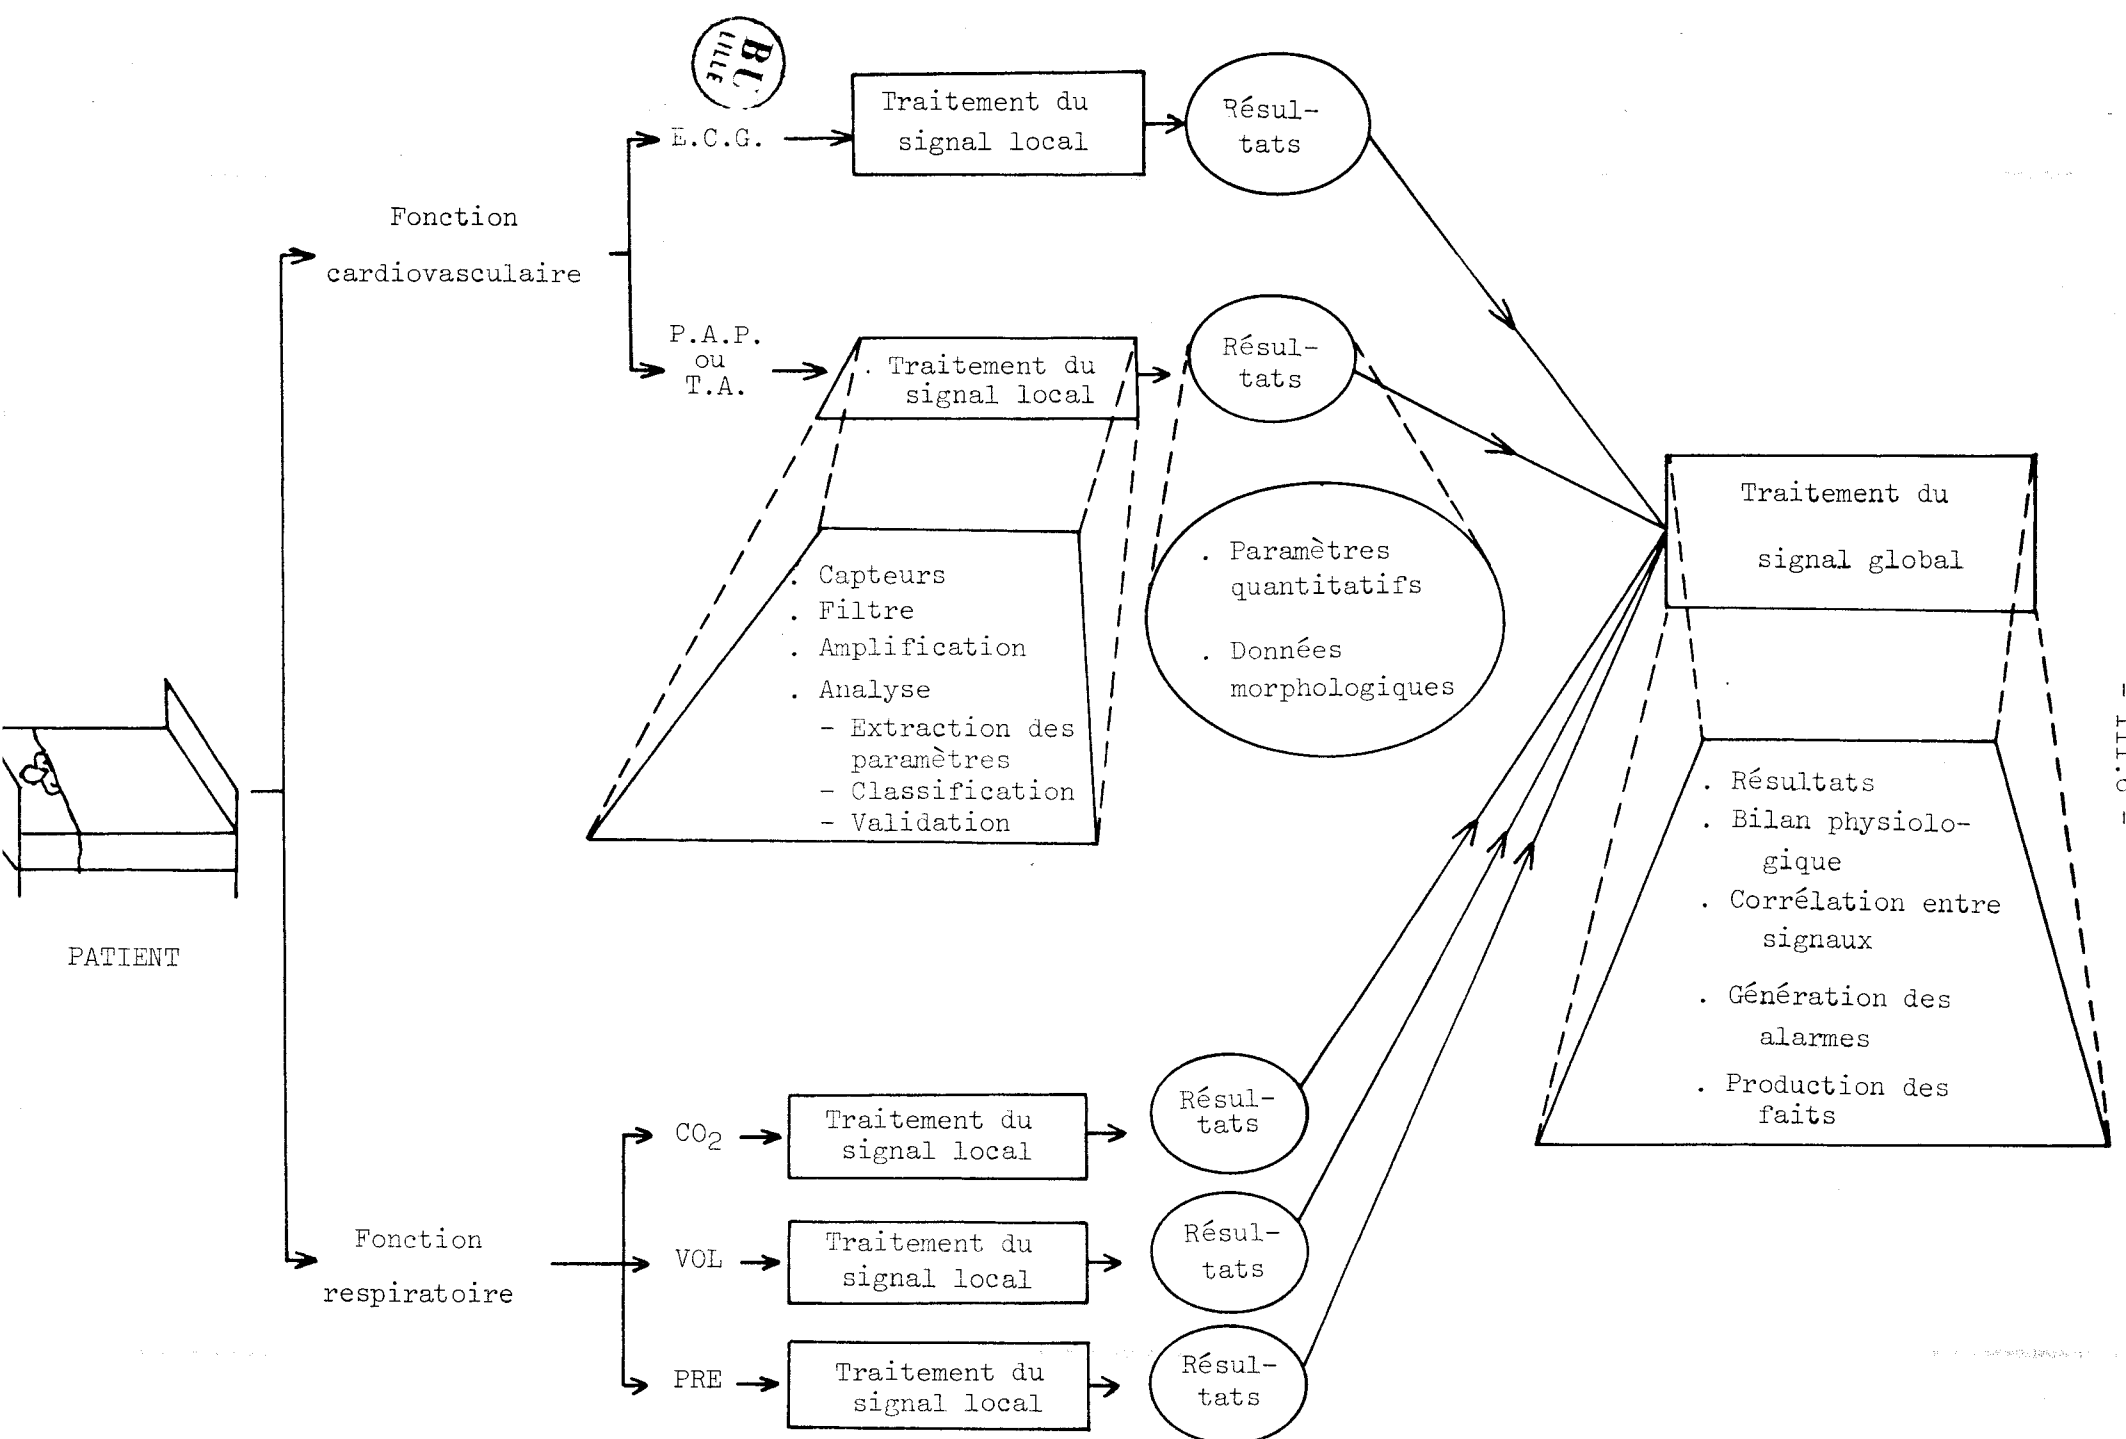 BU
LILLE
Traitement du
signal local
Résul-
tats
E.C.G.
Fonction
cardiovasculaire
P.A.P.
ou
T.A.
. Traitement du
signal local
Résul-
tats
Traitement du
signal global
. Capteurs
. Filtre
. Amplification
. Analyse
- Extraction des
paramètres
- Classification
- Validation
. Paramètres
quantitatifs
. Données
morphologiques
. Résultats
. Bilan physiolo-
gique
. Corrélation entre
signaux
. Génération des
alarmes
. Production des
faits
PATIENT
Fonction
respiratoire
CO2
Traitement du
signal local
Résul-
tats
VOL
Traitement du
signal local
Résul-
tats
PRE
Traitement du
signal local
Résul-
tats